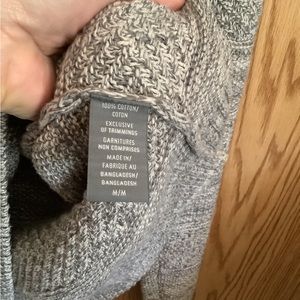 100% COTTON/
COTON
EXCLUSIVE
OF TRIMMINGS
GARNITURES
NON COMPRISES
MADE IN/
FABRIQUÉ AU
BANGLADESH/
BANGLADESH
M/M